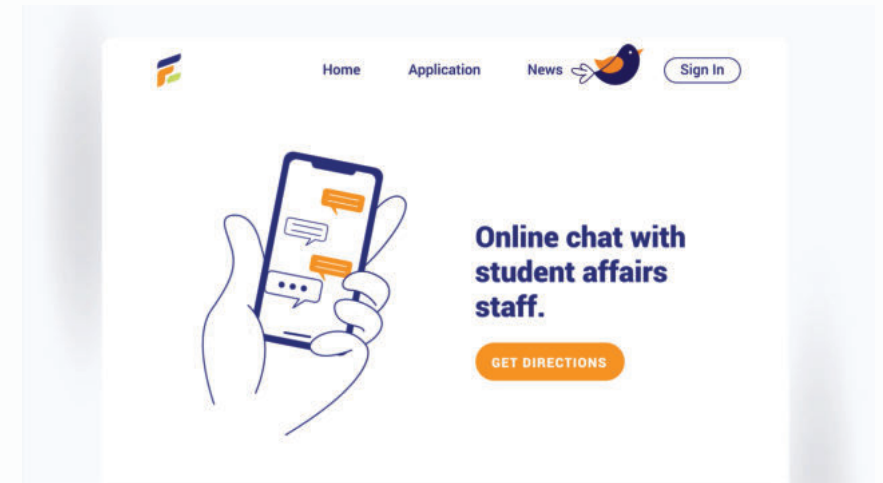 Home Application News Sign In
Online chat with
student affairs
staff.
GET DIRECTIONS